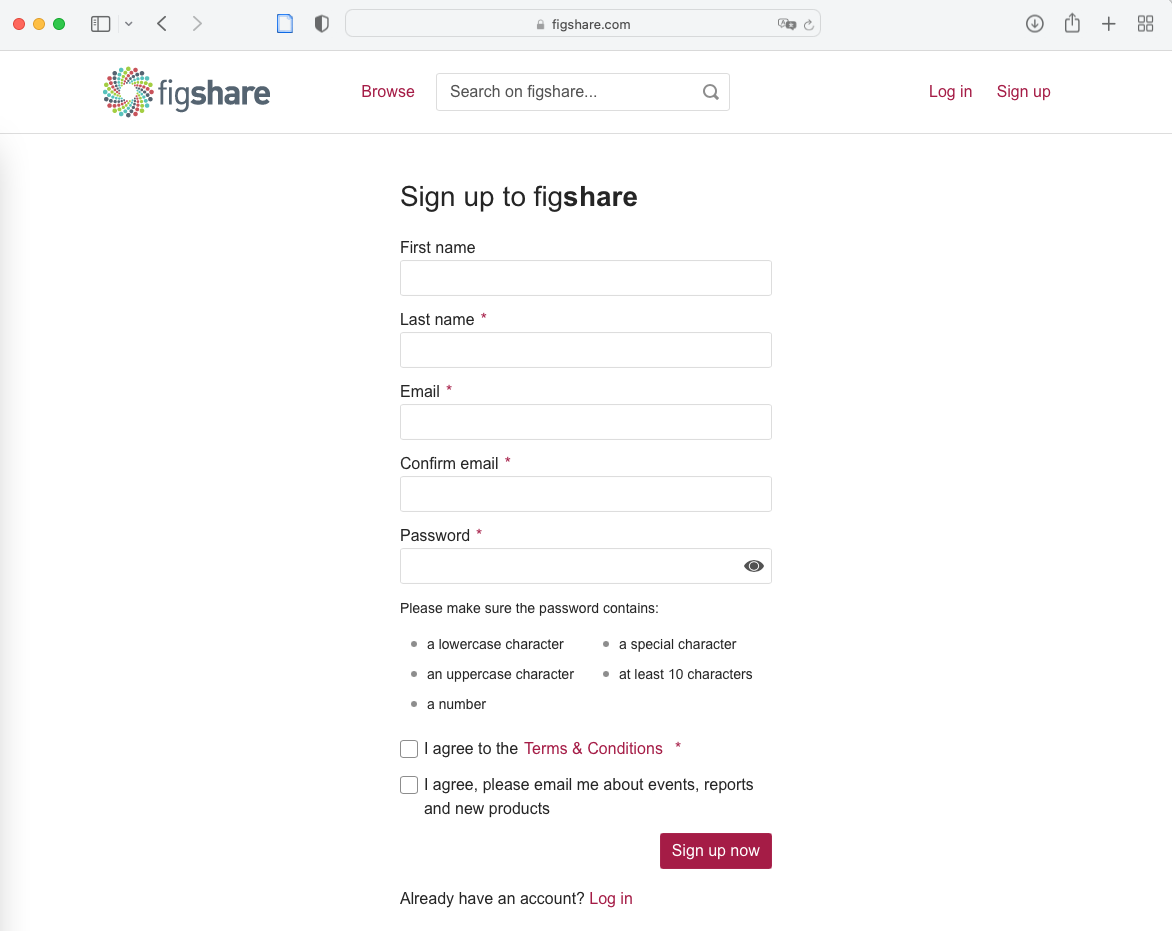 figshare.com
figshare
Browse
Search on figshare...
Log in
Sign up
Sign up to figshare
First name
Last name *
Email *
Confirm email *
Password *
Please make sure the password contains:
a lowercase character
a special character
an uppercase character
at least 10 characters
a number
I agree to the Terms & Conditions *
I agree, please email me about events, reports
and new products
Sign up now
Already have an account? Log in